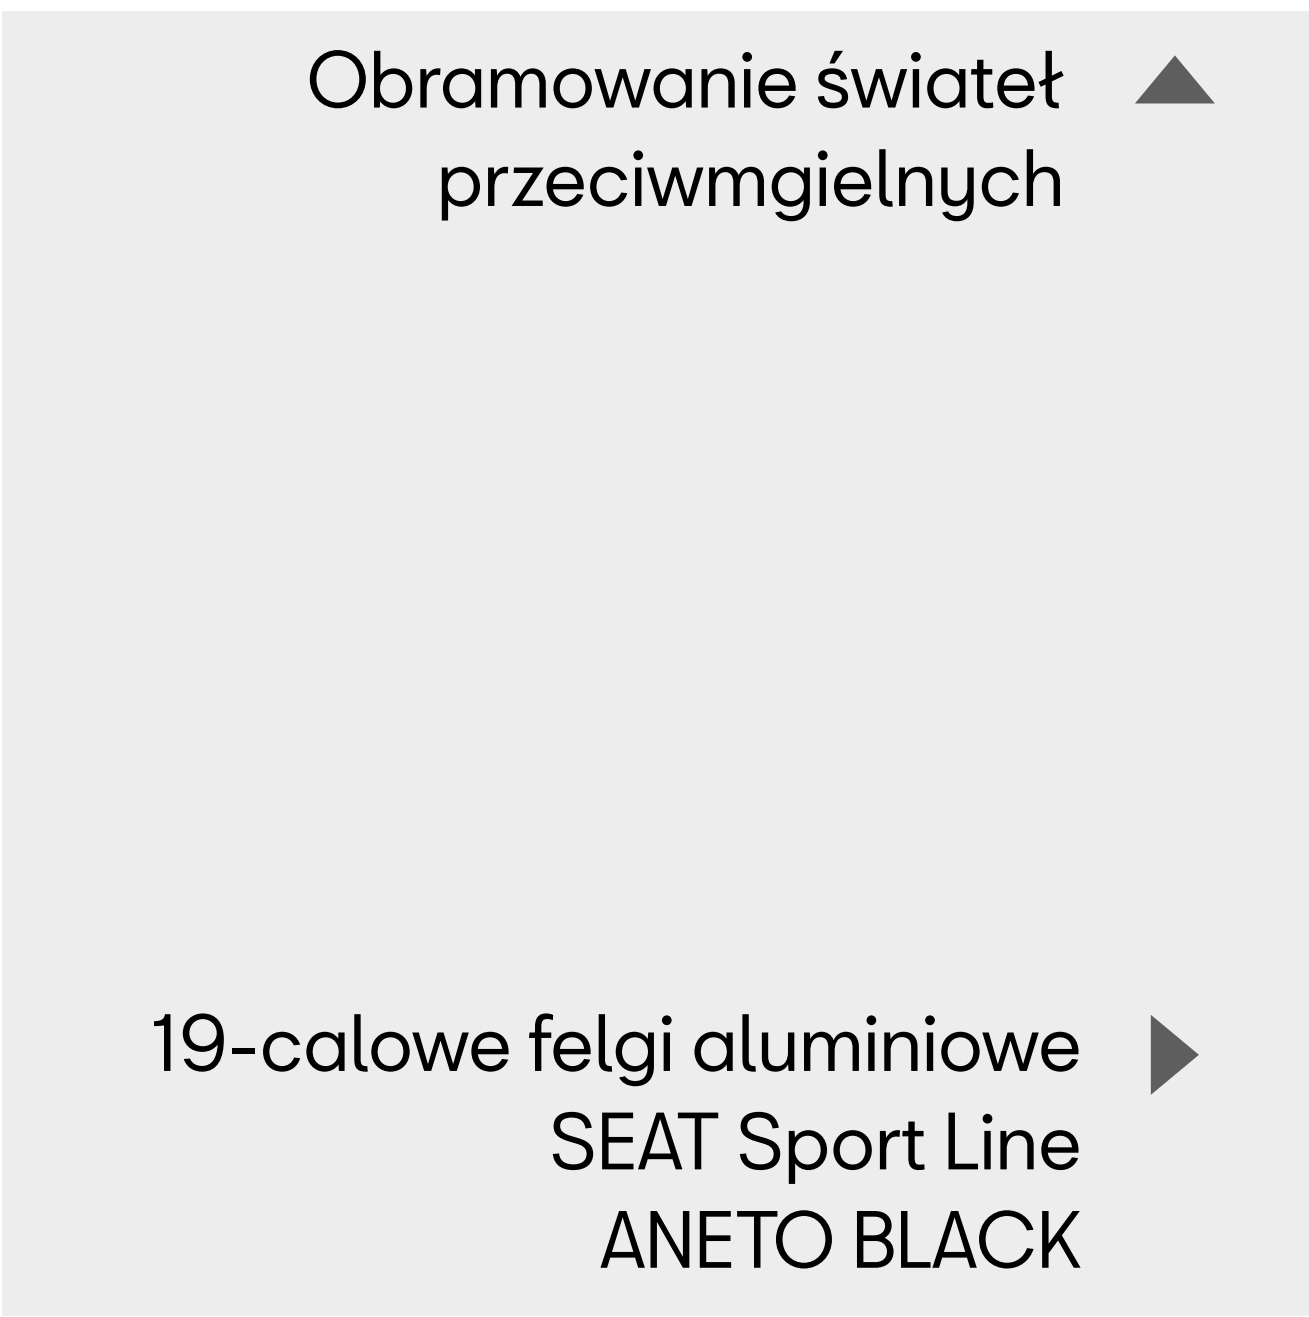 Obramowanie świateł
przeciwmgielnych
19-calowe felgi aluminiowe
SEAT Sport Line
ANETO BLACK